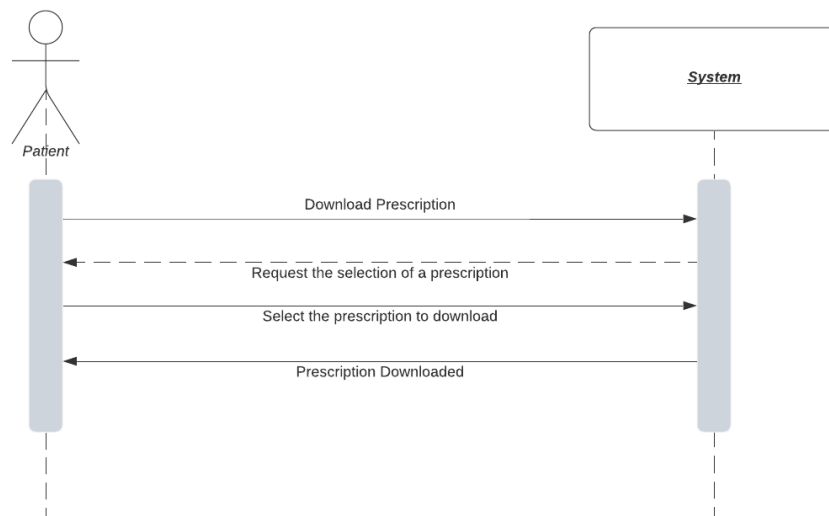 System
Patient
Download Prescription
Request the selection of a prescription
Select the prescription to download
Prescription Downloaded